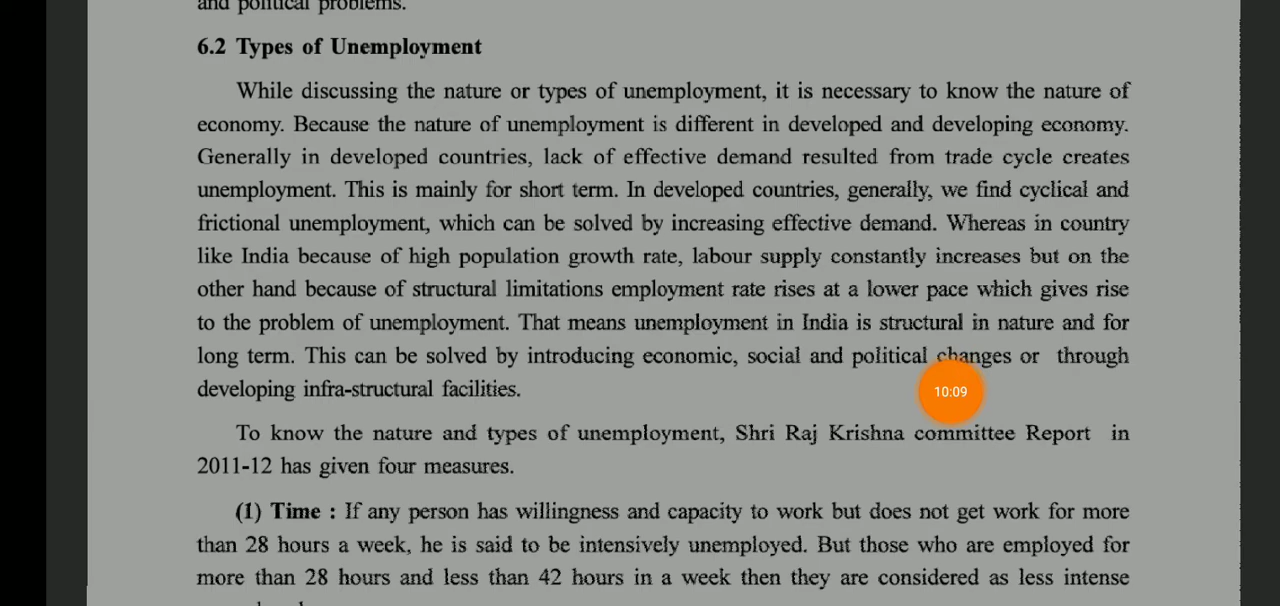 and political problems.
6.2 Types of Unemployment
While discussing the nature or types of unemployment, it is necessary to know the nature of
economy. Because the nature of unemployment is different in developed and developing economy.
Generally in developed countries, lack of effective demand resulted from trade cycle creates
unemployment. This is mainly for short term. In developed countries, generally, we find cyclical and
frictional unemployment, which can be solved by increasing effective demand. Whereas in country
like India because of high population growth rate, labour supply constantly increases but on the
other hand because of structural limitations employment rate rises at a lower pace which gives rise
to the problem of unemployment. That means unemployment in India is structural in nature and for
long term. This can be solved by introducing economic, social and political changes or through
developing infra-structural facilities.
10:09
To know the nature and types of unemployment, Shri Raj Krishna committee Report in
2011-12 has given four measures.
(1) Time : If any person has willingness and capacity to work but does not get work for more
than 28 hours a week, he is said to be intensively unemployed. But those who are employed for
more than 28 hours and less than 42 hours in a week then they are considered as less intense